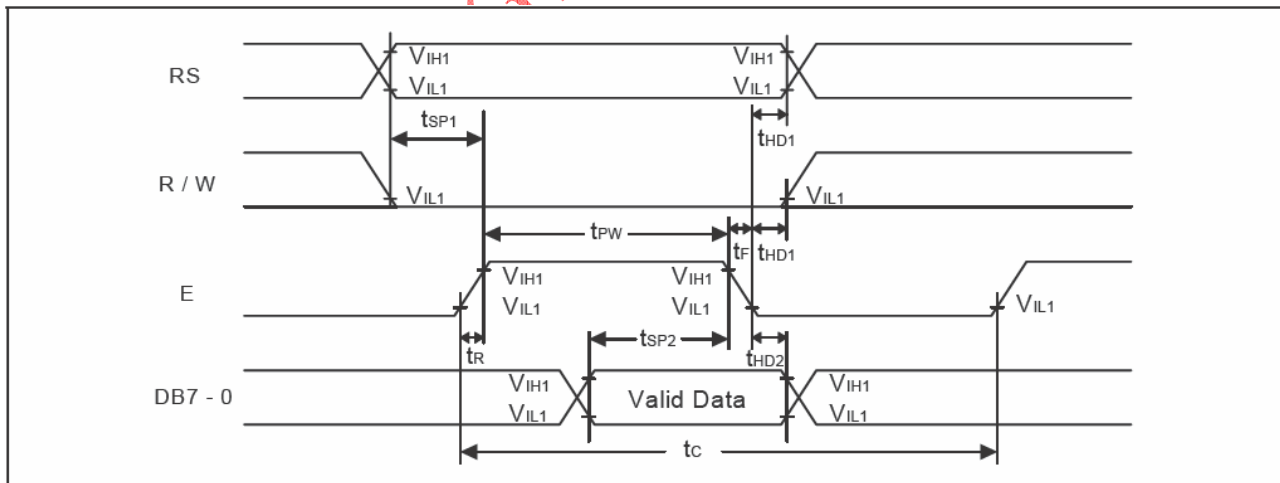 RS
VIH1 VIH1
VIL1 VIL1
tSP1 tHD1
R / W
VIL1 VIL1
tPW tF tHD1
E
VIH1 VIH1
VIL1 VIL1 VIL1
tR tSP2 tHD2
DB7 - 0
VIH1 Valid Data VIH1
VIL1 VIL1
tC